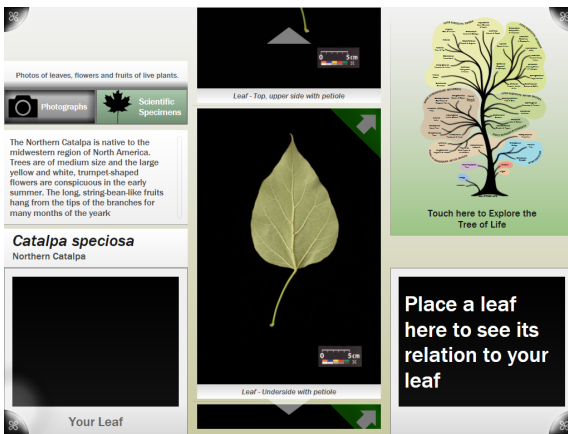 Photos of leaves, flowers and fruits of live plants.
Photographs
Scientific
Specimens
The Northern Catalpa is native to the
midwestern region of North America.
Trees are of medium size and the large
yellow and white, trumpet-shaped
flowers are conspicuous in the early
summer. The long, string-bean-like fruits
hang from the tips of the branches for
many months of the yeark
Catalpa speciosa
Northern Catalpa
Your Leaf
0 5cm
Leaf - Top, upper side with petiole
0 5cm
Leaf - Underside with petiole
Touch here to Explore the
Tree of Life
Place a leaf
here to see its
relation to your
leaf